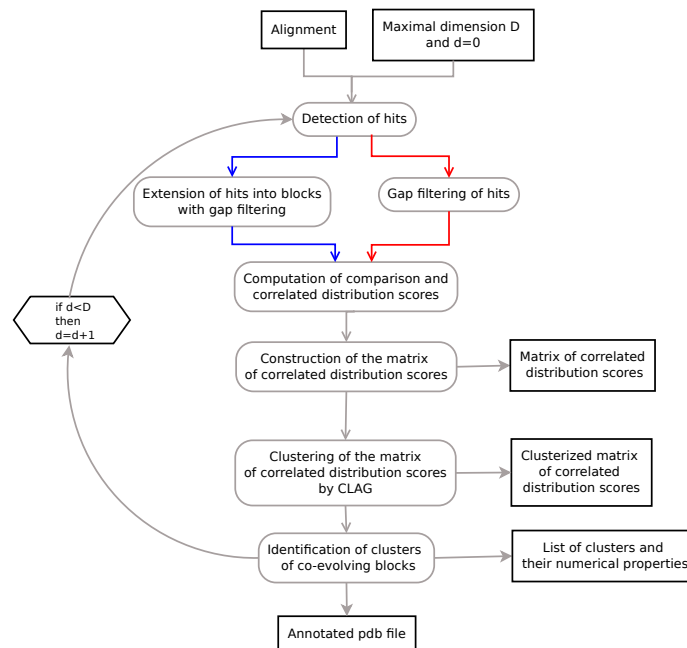 Alignment
Maximal dimension D
and d=0
Detection of hits
Extension of hits into blocks
with gap filtering
Gap filtering of hits
Computation of comparison and
correlated distribution scores
if d<D
then
d=d+1
Construction of the matrix
of correlated distribution scores
Matrix of correlated
distribution scores
Clustering of the matrix
of correlated distribution scores
by CLAG
Clusterized matrix
of correlated
distribution scores
Identification of clusters
of co-evolving blocks
List of clusters and
their numerical properties
Annotated pdb file